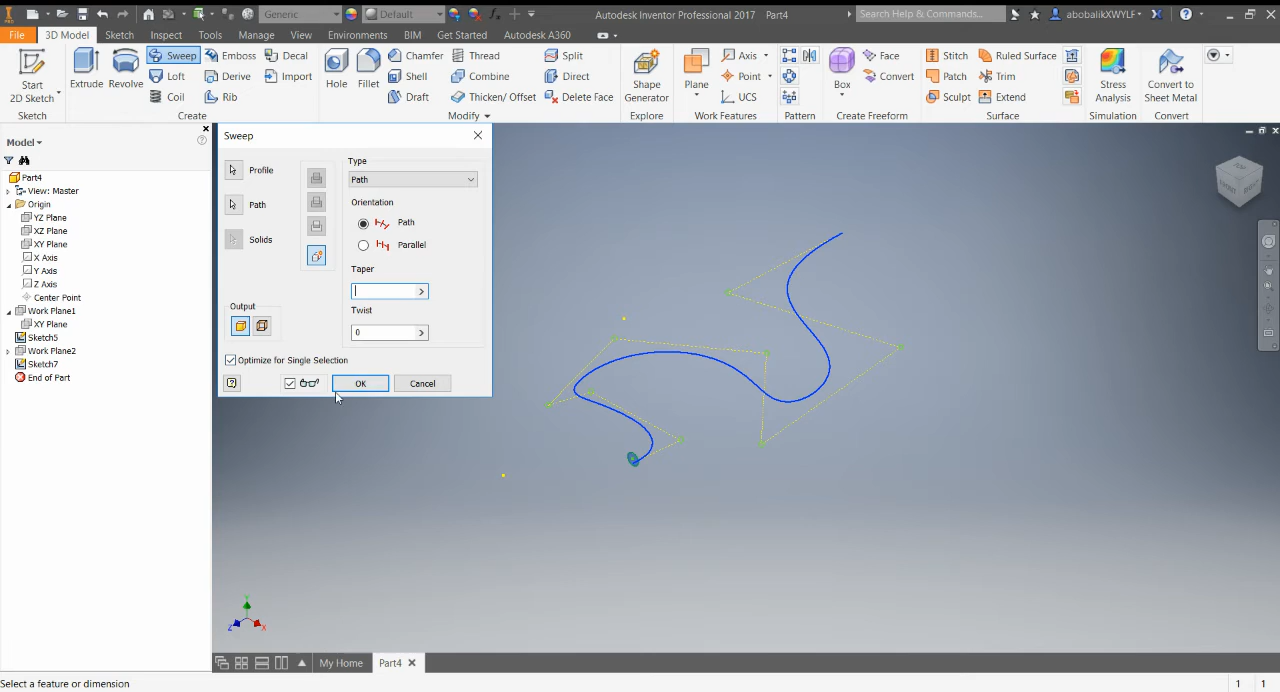 Generic
Default
Autodesk Inventor Professional 2017 Part4
Search Help & Commands...
abobalikXWYLF
File
3D Model
Sketch
Inspect
Tools
Manage
View
Environments
BIM
Get Started
Autodesk A360
Start
2D Sketch
Sketch
Extrude
Revolve
Sweep
Loft
Coil
Emboss
Derive
Rib
Decal
Import
Create
Hole
Fillet
Chamfer
Shell
Draft
Thread
Combine
Thicken/ Offset
Split
Direct
Delete Face
Modify
Shape
Generator
Explore
Plane
Axis
Point
UCS
Work Features
Pattern
Box
Face
Convert
Create Freeform
Stitch
Patch
Sculpt
Ruled Surface
Trim
Extend
Surface
Stress
Analysis
Simulation
Convert to
Sheet Metal
Convert
Model
Part4
View: Master
Origin
YZ Plane
XZ Plane
XY Plane
X Axis
Y Axis
Z Axis
Center Point
Work Plane1
XY Plane
Sketch5
Work Plane2
Sketch7
End of Part
Sweep
Profile
Path
Solids
Output
Type
Path
Orientation
Path
Parallel
Taper
Twist
0
Optimize for Single Selection
OK
Cancel
Y
Z
X
My Home
Part4
Select a feature or dimension
1
1